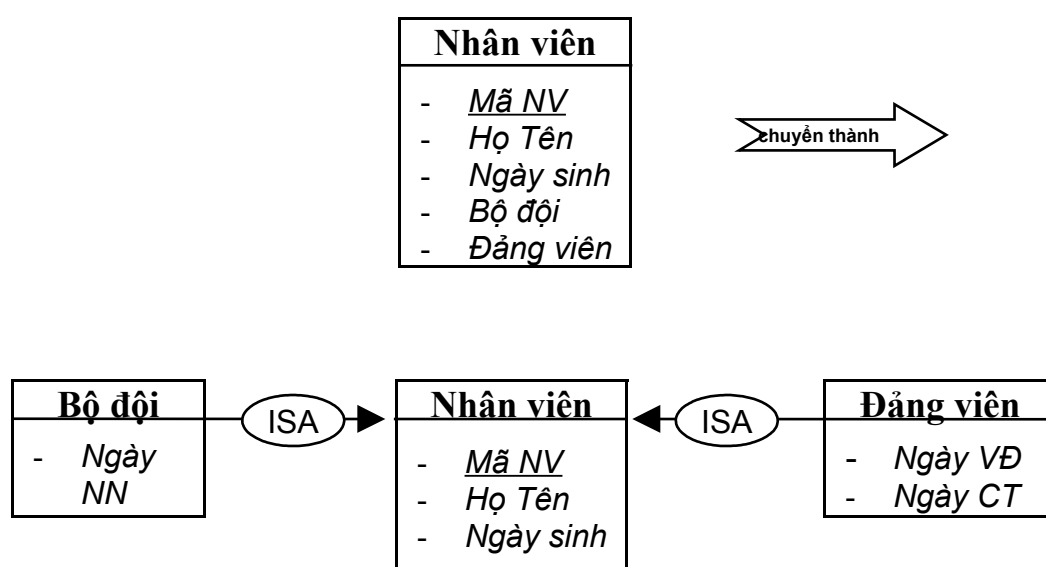 Nhân viên
- Mã NV
- Họ Tên
- Ngày sinh
- Bộ đội
- Đảng viên
chuyển thành
Bộ đội
- Ngày
NN
ISA
Nhân viên
- Mã NV
- Họ Tên
- Ngày sinh
ISA
Đảng viên
- Ngày VĐ
- Ngày CT